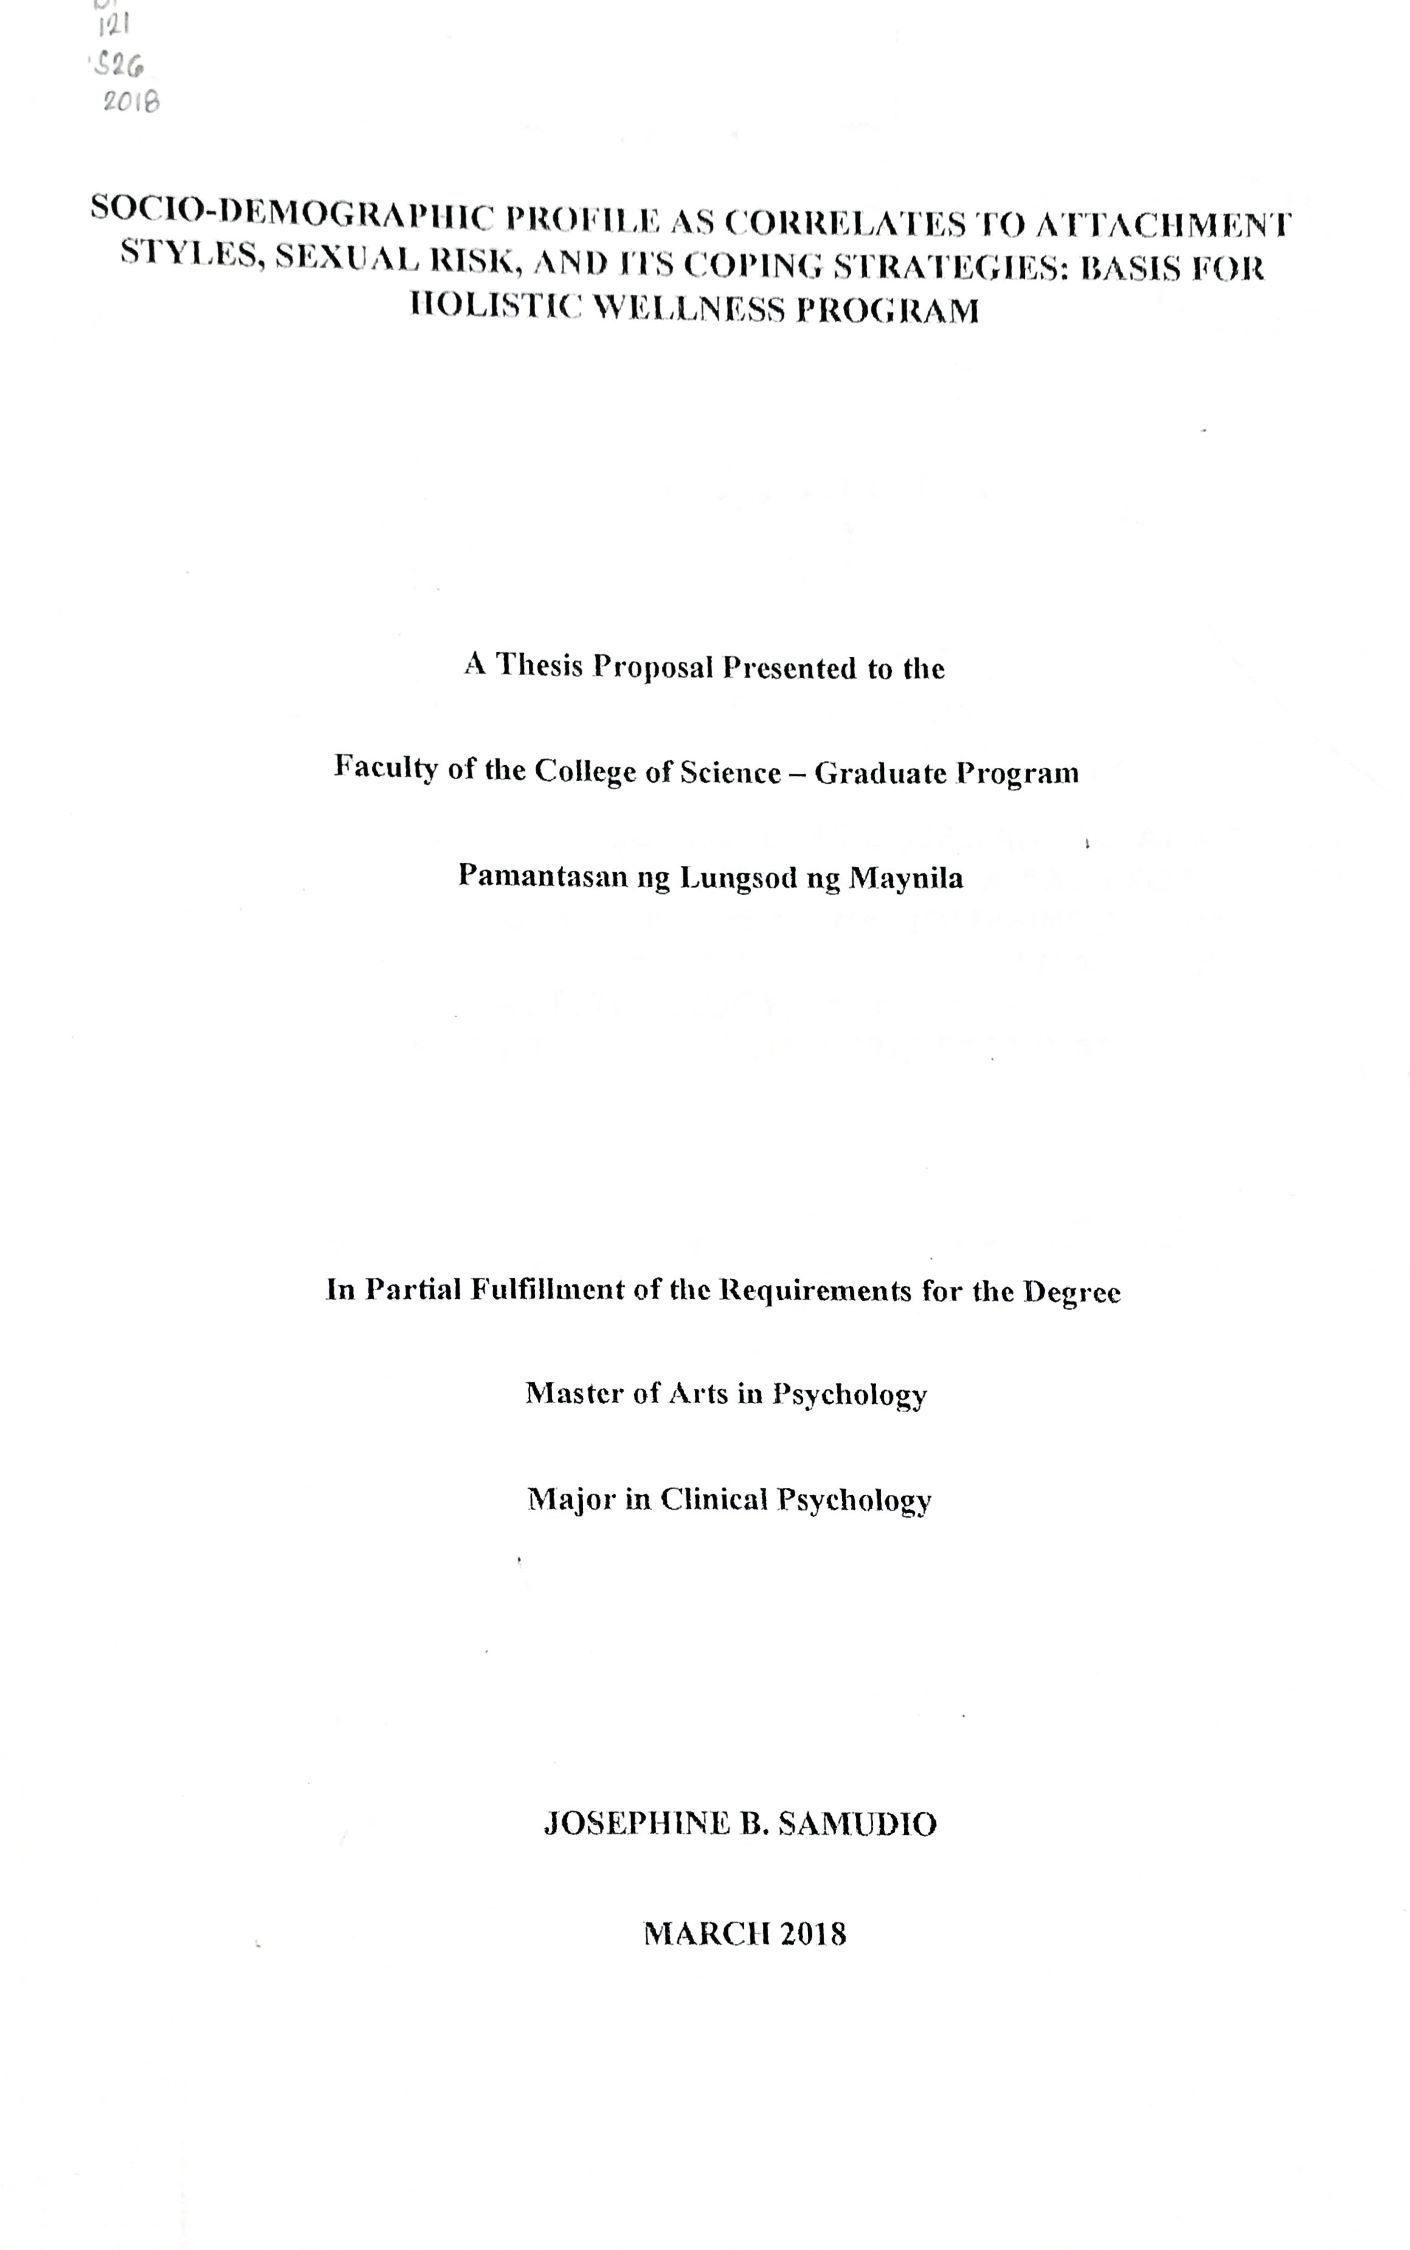 121
S26
2018
SOCIO-DEMOGRAPHIC PROFILE AS CORRELATES TO ATTACHMENT
STYLES, SEXUAL RISK, AND ITS COPING STRATEGIES: BASIS FOR
HOLISTIC WELLNESS PROGRAM
A Thesis Proposal Presented to the
Faculty of the College of Science – Graduate Program
Pamantasan ng Lungsod ng Maynila
In Partial Fulfillment of the Requirements for the Degree
Master of Arts in Psychology
Major in Clinical Psychology
JOSEPHINE B. SAMUDIO
MARCH 2018